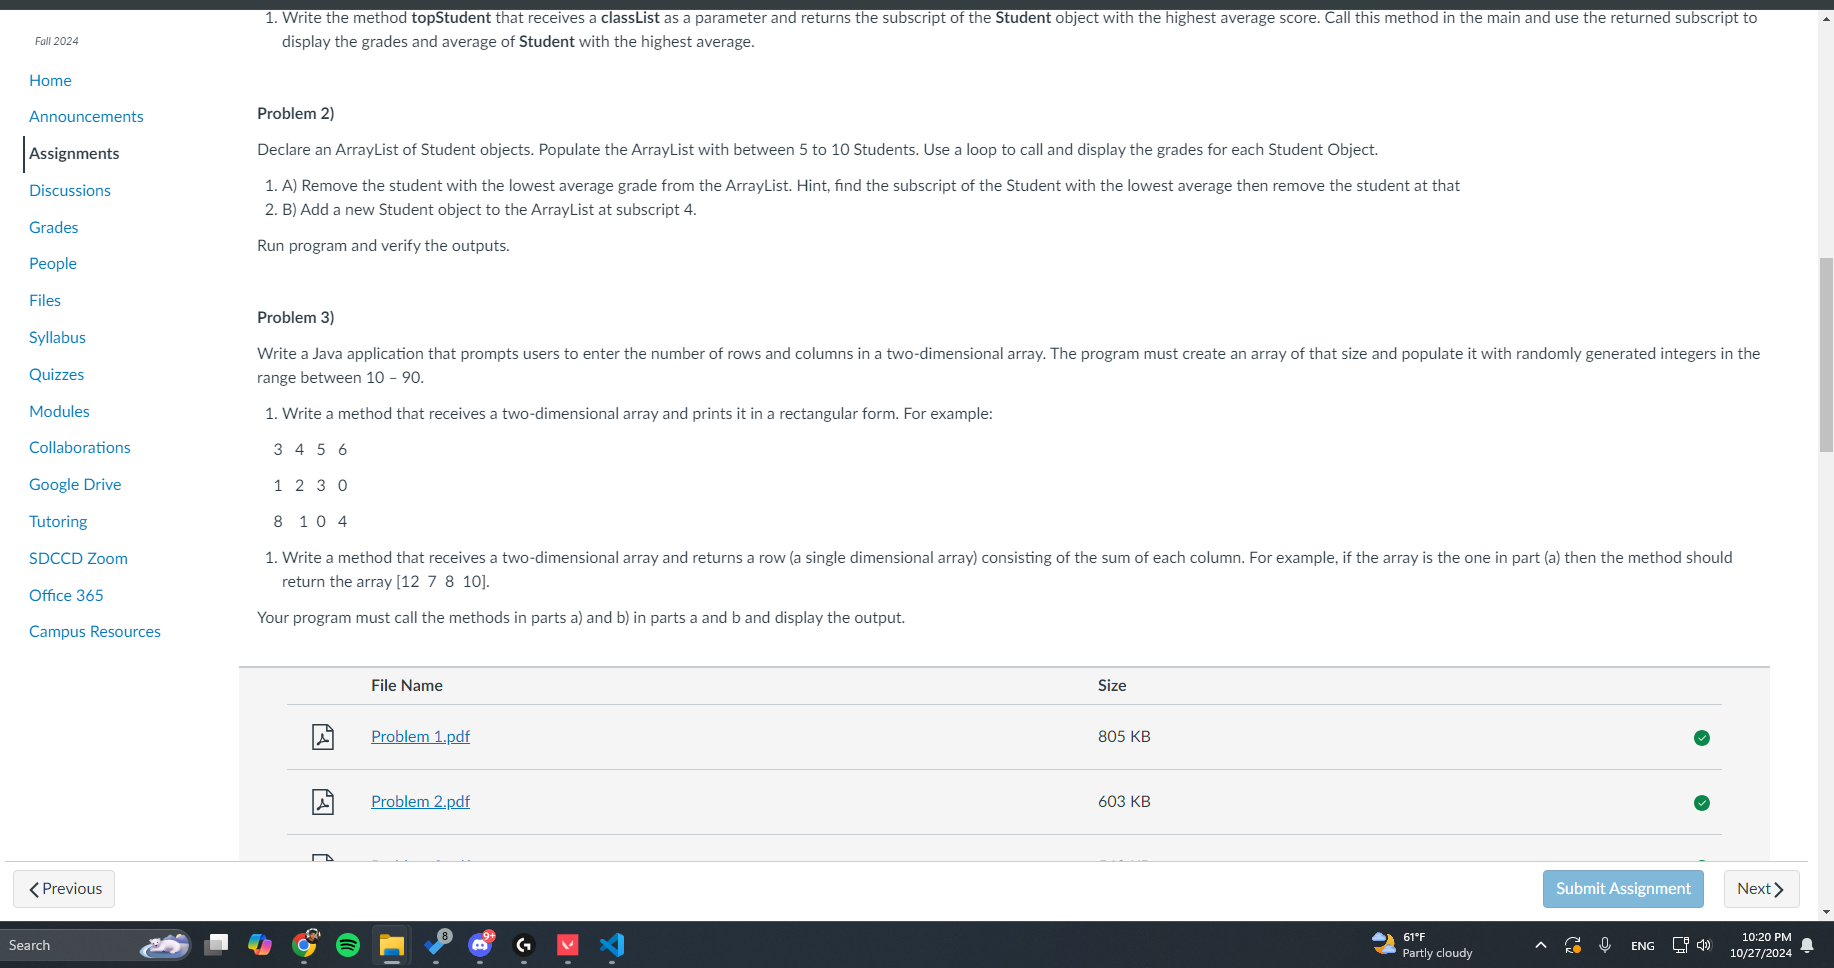 1. Write the method topStudent that receives a classList as a parameter and returns the subscript of the Student object with the highest average score. Call this method in the main and use the returned subscript to
display the grades and average of Student with the highest average.
Fall 2024
Home
Announcements
Assignments
Discussions
Grades
People
Files
Syllabus
Quizzes
Modules
Collaborations
Google Drive
Tutoring
SDCCD Zoom
Office 365
Campus Resources
Problem 2)
Declare an ArrayList of Student objects. Populate the ArrayList with between 5 to 10 Students. Use a loop to call and display the grades for each Student Object.
1. A) Remove the student with the lowest average grade from the ArrayList. Hint, find the subscript of the Student with the lowest average then remove the student at that
2. B) Add a new Student object to the ArrayList at subscript 4.
Run program and verify the outputs.
Problem 3)
Write a Java application that prompts users to enter the number of rows and columns in a two-dimensional array. The program must create an array of that size and populate it with randomly generated integers in the
range between 10 – 90.
1. Write a method that receives a two-dimensional array and prints it in a rectangular form. For example:
3 4 5 6
1 2 3 0
8 1 0 4
1. Write a method that receives a two-dimensional array and returns a row (a single dimensional array) consisting of the sum of each column. For example, if the array is the one in part (a) then the method should
return the array [12 7 8 10].
Your program must call the methods in parts a) and b) in parts a and b and display the output.
File Name Size
Problem 1.pdf 805 KB
Problem 2.pdf 603 KB
Previous
Submit Assignment
Next
Search
8
9+
61°F
Partly cloudy
ENG
10:20 PM
10/27/2024